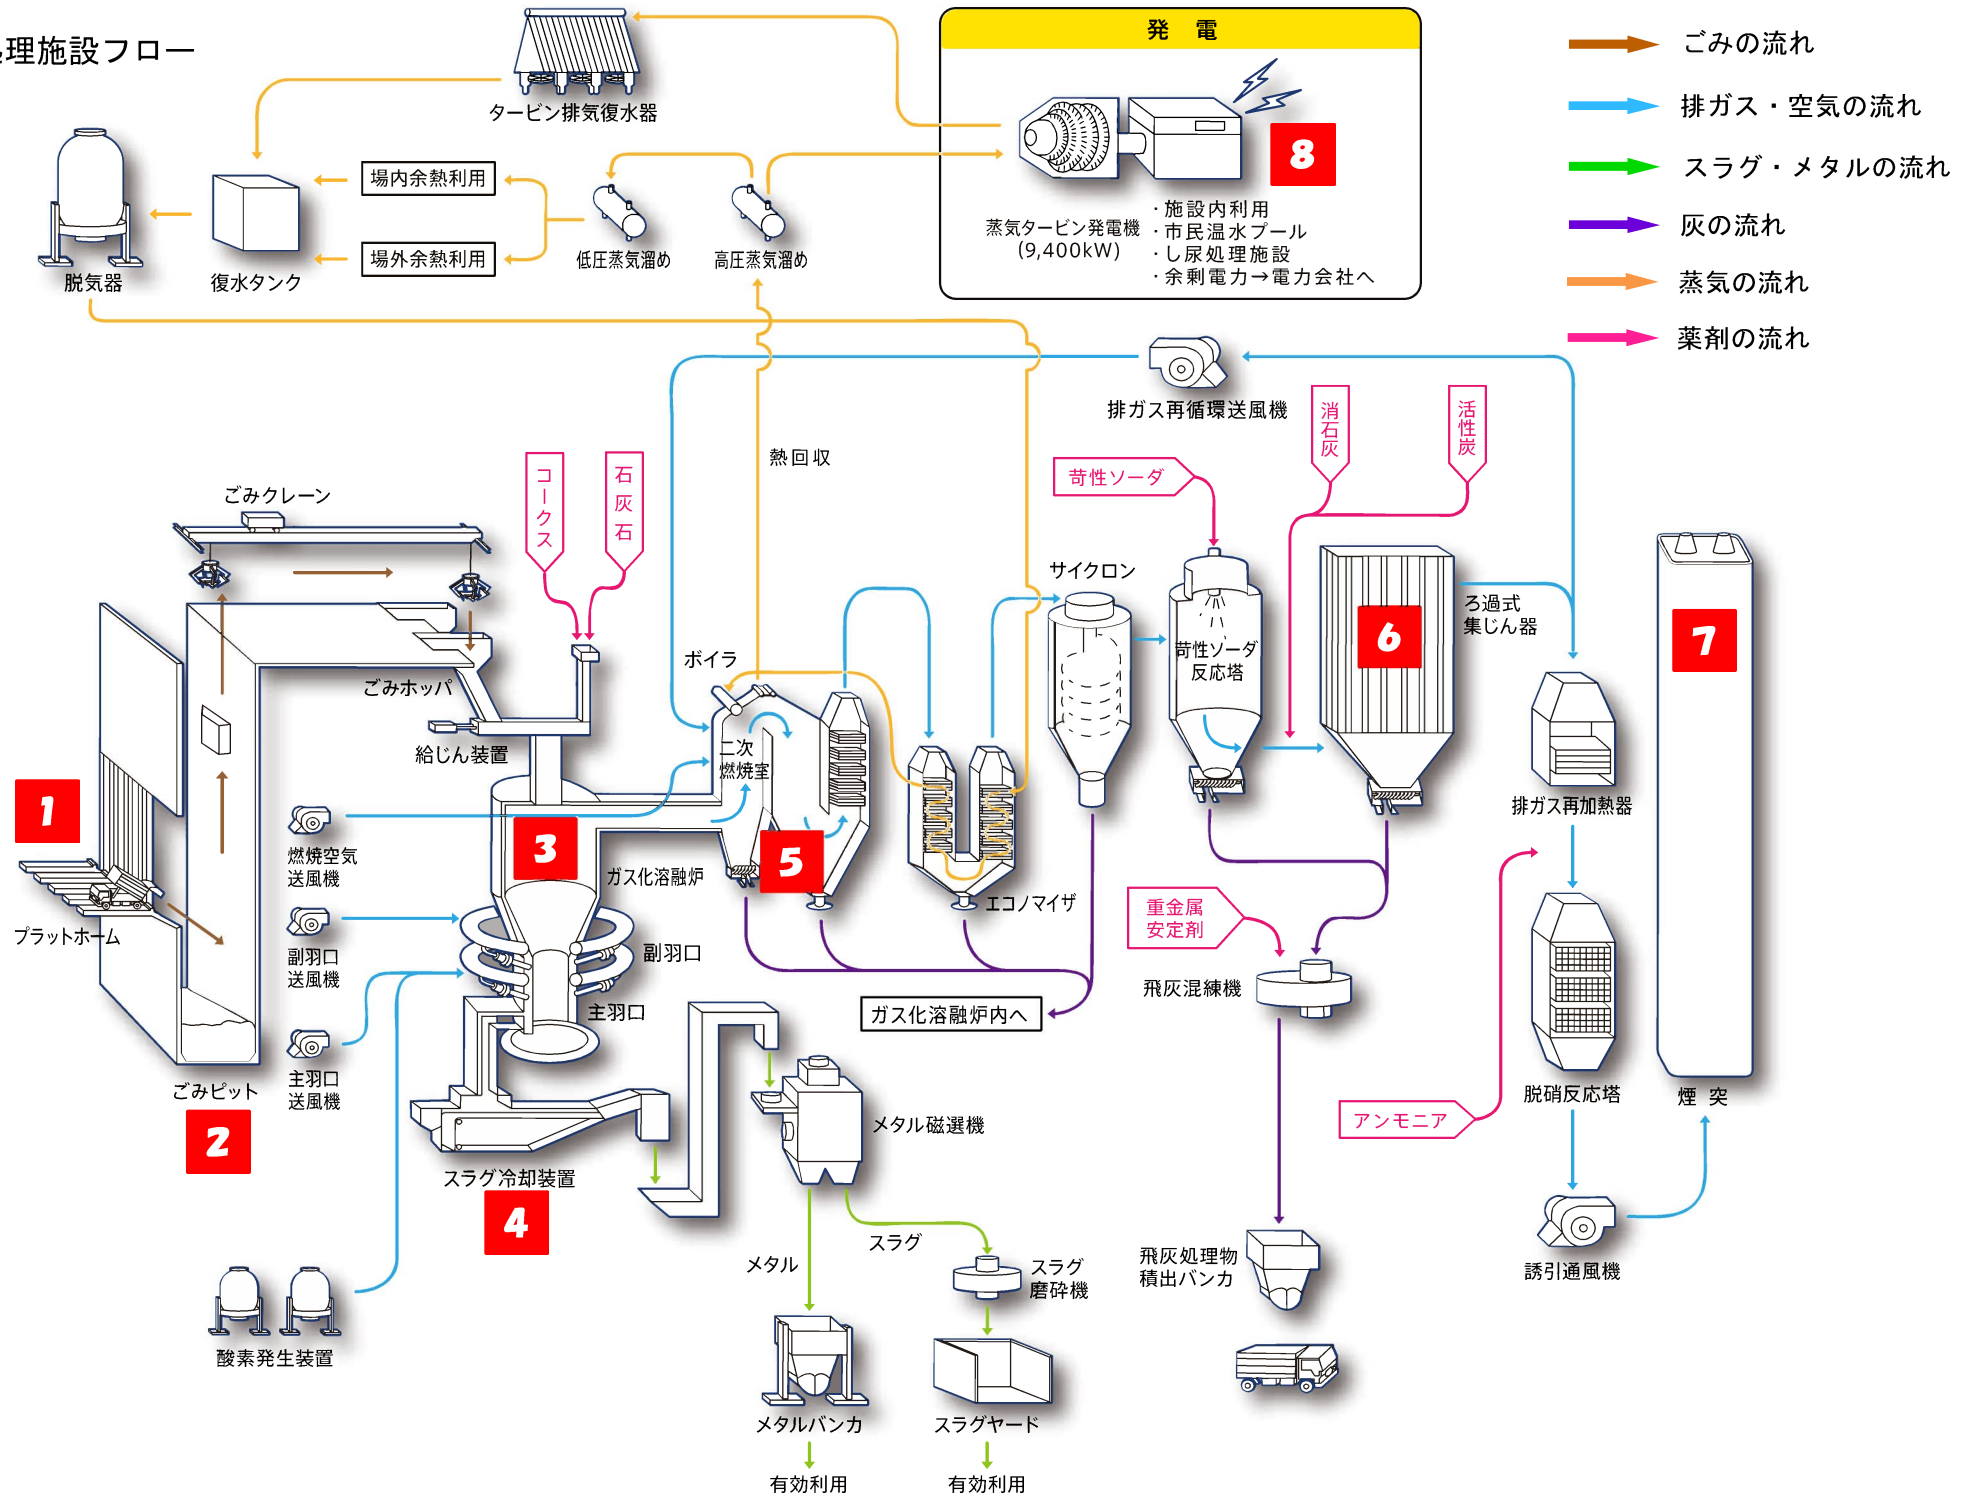 理施設フロー
発 電
ごみの流れ
排ガス・空気の流れ
スラグ・メタルの流れ
灰の流れ
蒸気の流れ
薬剤の流れ
タービン排気復水器
8
蒸気タービン発電機
(9,400kW)
・施設内利用
・市民温水プール
・し尿処理施設
・余剰電力→電力会社へ
場内余熱利用
場外余熱利用
脱気器
復水タンク
低圧蒸気溜め
高圧蒸気溜め
排ガス再循環送風機
熱回収
消石灰
活性炭
苛性ソーダ
コークス
石灰石
ごみクレーン
サイクロン
ろ過式
集じん器
6
7
苛性ソーダ
反応塔
ボイラ
ごみホッパ
給じん装置
二次
燃焼室
1
3
5
排ガス再加熱器
燃焼空気
送風機
ガス化溶融炉
エコノマイザ
プラットホーム
副羽口
送風機
副羽口
重金属
安定剤
飛灰混練機
主羽口
ガス化溶融炉内へ
主羽口
送風機
ごみピット
2
スラグ冷却装置
4
メタル磁選機
アンモニア
脱硝反応塔
煙 突
メタル
スラグ
スラグ
磨砕機
飛灰処理物
積出バンカ
誘引通風機
酸素発生装置
メタルバンカ
スラグヤード
有効利用
有効利用